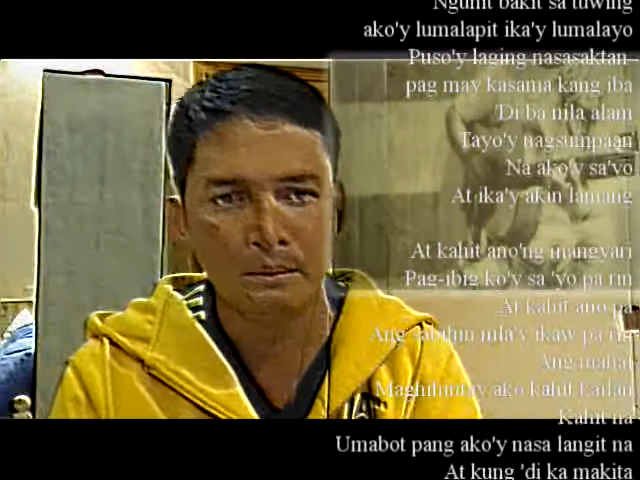 Ngunit bakit sa tuwing
ako'y lumalapit ika'y lumalayo
Puso'y laging nasasaktan
pag may kasama kang iba
'Di ba nila alam
Tayo'y nagsumpaan
Na ako'y sa'yo
At ika'y akin lamang
At kahit ano'ng mangyari
Pag-ibig ko'y sa 'yo pa rin
At kahit ano pa
Ang sabihin nila'y ikaw pa rin
Ang mahal
Maghihintay ako kahit kailan
Kahit na
Umabot pang ako'y nasa langit na
At kung 'di ka makita